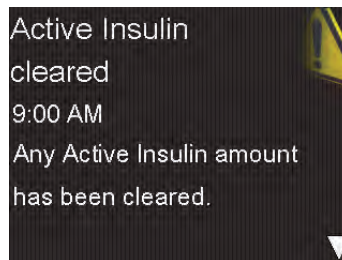 Active Insulin
cleared
9:00 AM
Any Active Insulin amount
has been cleared.